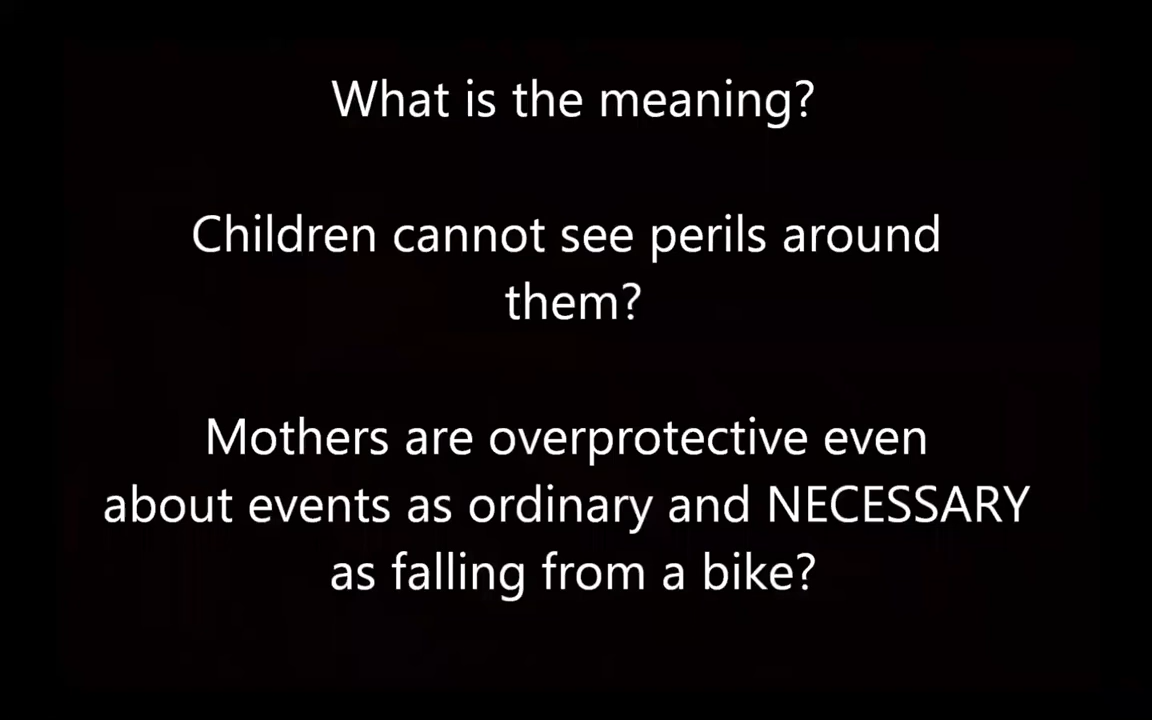 What is the meaning?
Children cannot see perils around
them?
Mothers are overprotective even
about events as ordinary and NECESSARY
as falling from a bike?